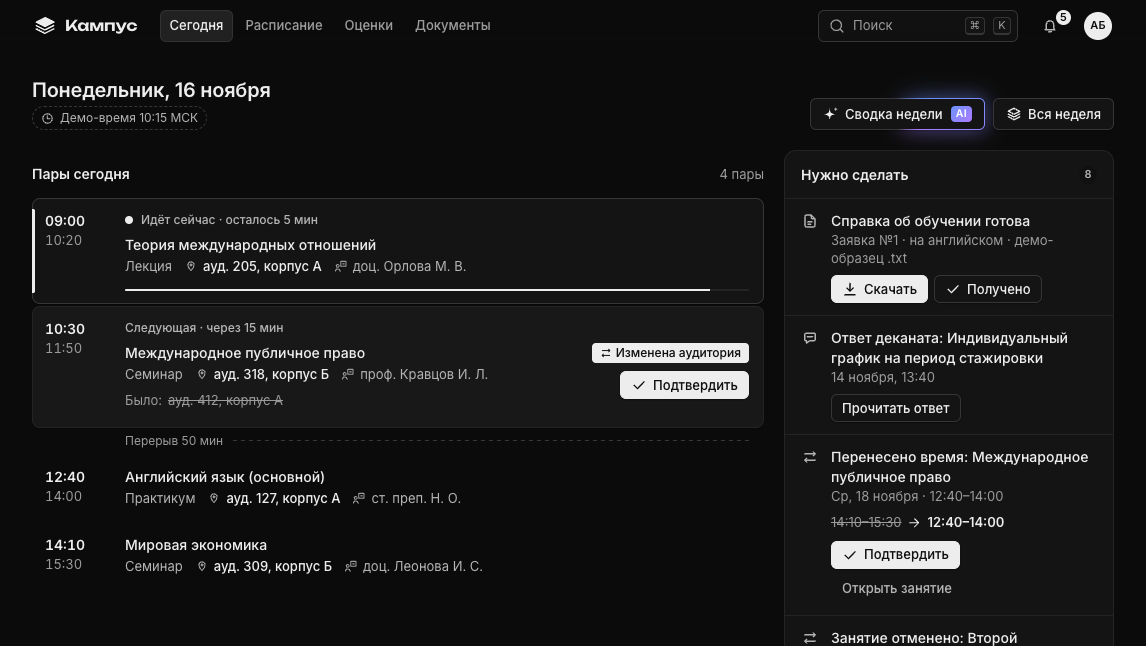 Кампус
Сегодня
Расписание
Оценки
Документы
Поиск
⌘ K
5
АБ
Понедельник, 16 ноября
Демо-время 10:15 МСК
Сводка недели AI
Вся неделя
Пары сегодня
4 пары
09:00
10:20
Идёт сейчас · осталось 5 мин
Теория международных отношений
Лекция ауд. 205, корпус А доц. Орлова М. В.
10:30
11:50
Следующая · через 15 мин
Международное публичное право
Семинар ауд. 318, корпус Б проф. Кравцов И. Л.
Было: ауд. 412, корпус А
Изменена аудитория
Подтвердить
Перерыв 50 мин
12:40
14:00
Английский язык (основной)
Практикум ауд. 127, корпус А ст. преп. Н. О.
14:10
15:30
Мировая экономика
Семинар ауд. 309, корпус Б доц. Леонова И. С.
Нужно сделать
8
Справка об обучении готова
Заявка №1 · на английском · демо-
образец .txt
Скачать
Получено
Ответ деканата: Индивидуальный
график на период стажировки
14 ноября, 13:40
Прочитать ответ
Перенесено время: Международное
публичное право
Ср, 18 ноября · 12:40–14:00
14:10–15:30 → 12:40–14:00
Подтвердить
Открыть занятие
Занятие отменено: Второй